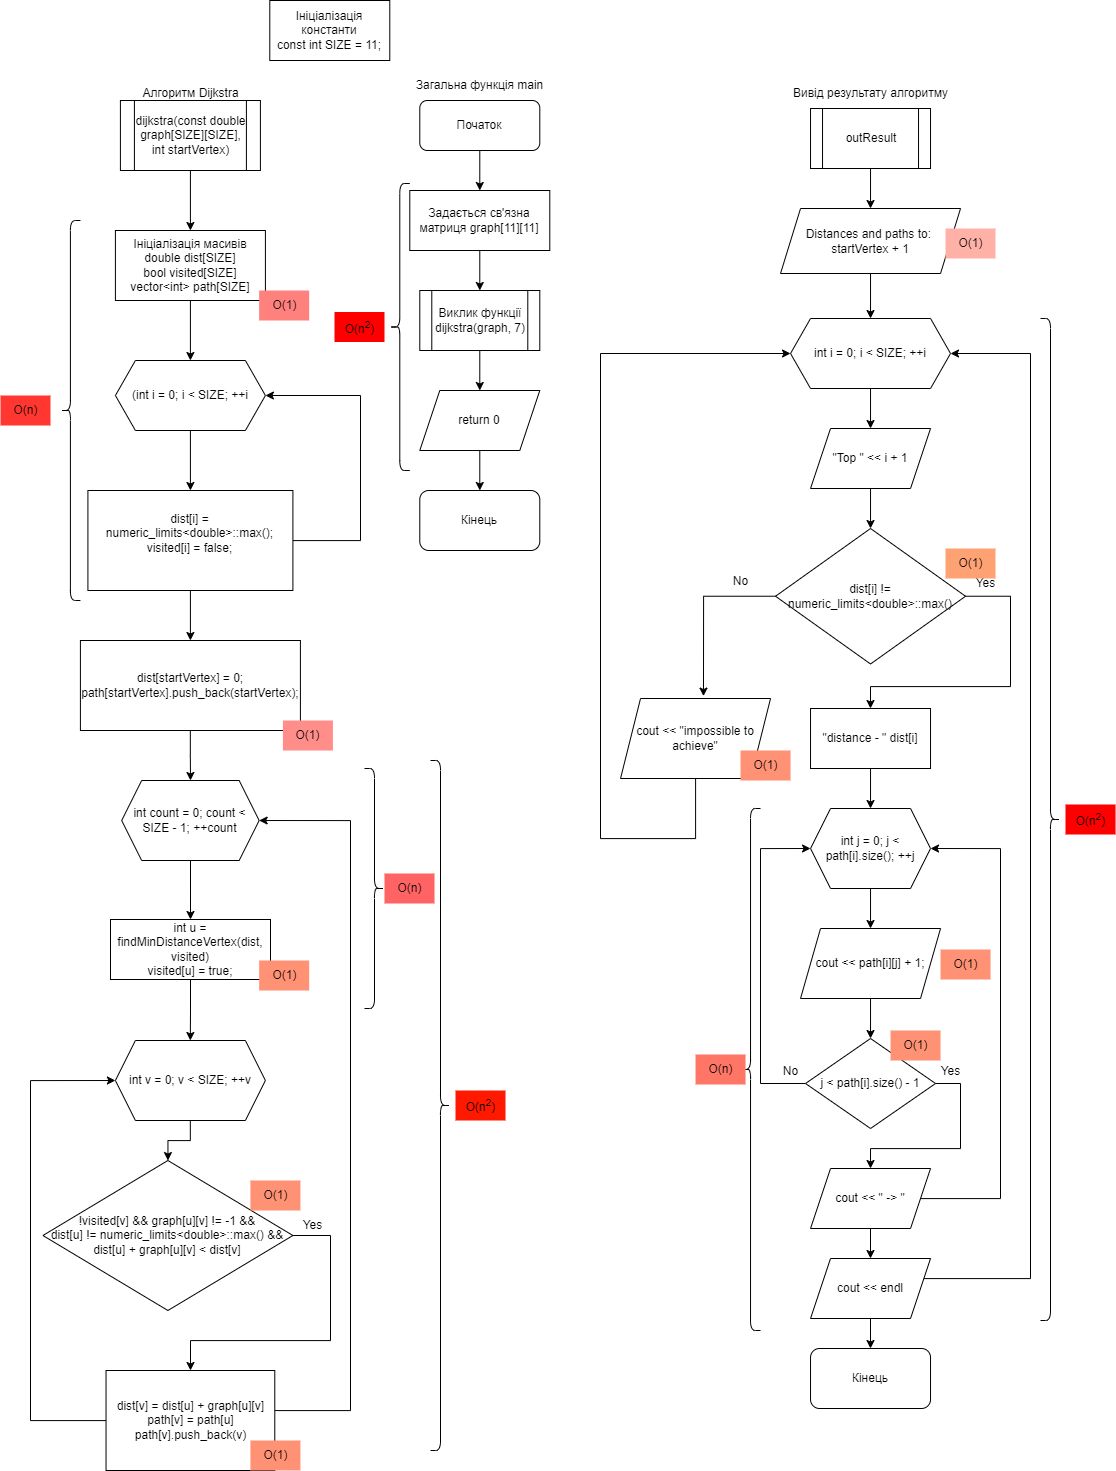 Ініціалізація
константи
const int SIZE = 11;
Алгоритм Dijkstra
dijkstra(const double
graph[SIZE][SIZE],
int startVertex)
Ініціалізація масивів
double dist[SIZE]
bool visited[SIZE]
vector<int> path[SIZE]
O(1)
(int i = 0; i < SIZE; ++i
O(n)
dist[i] =
numeric_limits<double>::max();
visited[i] = false;
dist[startVertex] = 0;
path[startVertex].push_back(startVertex);
O(1)
int count = 0; count <
SIZE - 1; ++count
O(n)
int u =
findMinDistanceVertex(dist,
visited)
visited[u] = true;
O(1)
int v = 0; v < SIZE; ++v
O(n²)
O(1)
!visited[v] && graph[u][v] != -1 &&
dist[u] != numeric_limits<double>::max() &&
dist[u] + graph[u][v] < dist[v]
Yes
dist[v] = dist[u] + graph[u][v]
path[v] = path[u]
path[v].push_back(v)
O(1)
Загальна функція main
Початок
Задається св'язна
матриця graph[11][11]
O(n²)
Виклик функції
dijkstra(graph, 7)
return 0
Кінець
Вивід результату алгоритму
outResult
Distances and paths to:
startVertex + 1
O(1)
int i = 0; i < SIZE; ++i
"Top " << i + 1
O(1)
dist[i] !=
numeric_limits<double>::max()
No
Yes
cout << "impossible to
achieve"
O(1)
"distance - " dist[i]
O(n²)
int j = 0; j <
path[i].size(); ++j
cout << path[i][j] + 1;
O(1)
O(1)
O(n)
j < path[i].size() - 1
No
Yes
cout << " -> "
cout << endl
Кінець